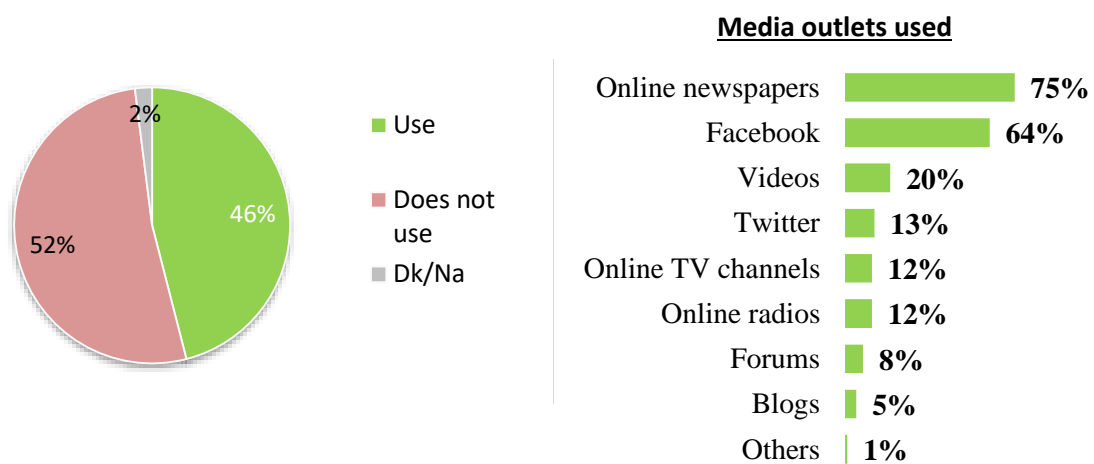 2%
46%
52%
Use
Does not
use
Dk/Na
Media outlets used
Online newspapers 75%
Facebook 64%
Videos 20%
Twitter 13%
Online TV channels 12%
Online radios 12%
Forums 8%
Blogs 5%
Others 1%